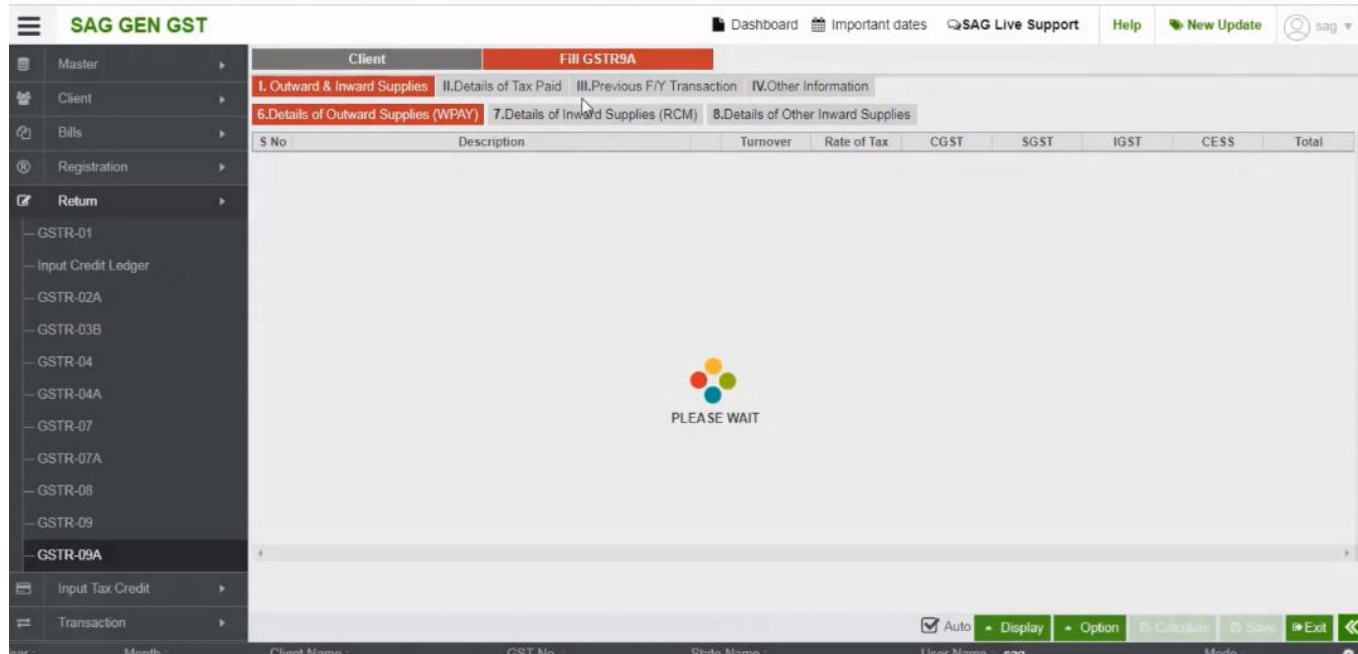 SAG GEN GST
Dashboard Important dates SAG Live Support Help New Update sag
Master
Client
Bills
Registration
Return
GSTR-01
Input Credit Ledger
GSTR-02A
GSTR-03B
GSTR-04
GSTR-04A
GSTR-07
GSTR-07A
GSTR-08
GSTR-09
GSTR-09A
Input Tax Credit
Transaction
Client Fill GSTR9A
I. Outward & Inward Supplies II.Details of Tax Paid III.Previous F/Y Transaction IV.Other Information
6.Details of Outward Supplies (WPAY) 7.Details of Inward Supplies (RCM) 8.Details of Other Inward Supplies
S No Description Turnover Rate of Tax CGST SGST IGST CESS Total
PLEASE WAIT
Auto Display Option Calculate Save Exit
Month : Client Name : GST No. : State Name : User Name : sag Mode :